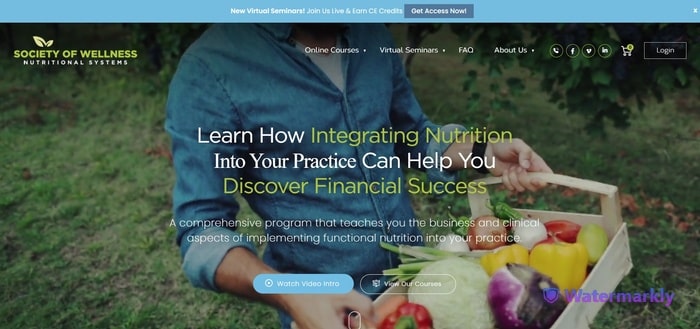 New Virtual Seminars! Join Us Live & Earn CE Credits Get Access Now! x
SOCIETY OF WELLNESS
NUTRITIONAL SYSTEMS
Online Courses Virtual Seminars FAQ About Us 0 Login
Learn How Integrating Nutrition
Into Your Practice Can Help You
Discover Financial Success
A comprehensive program that teaches you the business and clinical
aspects of implementing functional nutrition into your practice.
Watch Video Intro View Our Courses
Watermarkly